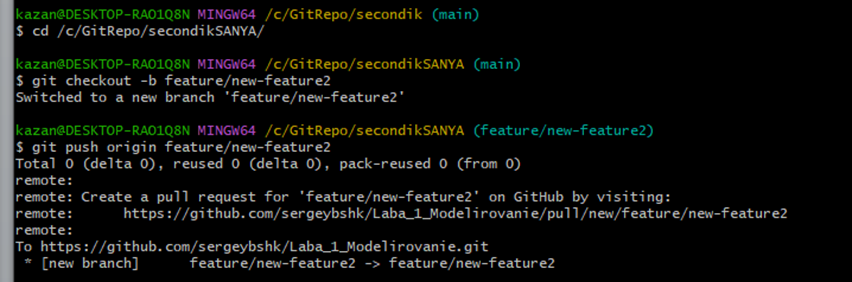 kazan@DESKTOP-RAO1Q8N MINGW64 /c/GitRepo/secondik (main)
$ cd /c/GitRepo/secondikSANYA/
kazan@DESKTOP-RAO1Q8N MINGW64 /c/GitRepo/secondikSANYA (main)
$ git checkout -b feature/new-feature2
Switched to a new branch 'feature/new-feature2'
kazan@DESKTOP-RAO1Q8N MINGW64 /c/GitRepo/secondikSANYA (feature/new-feature2)
$ git push origin feature/new-feature2
Total 0 (delta 0), reused 0 (delta 0), pack-reused 0 (from 0)
remote:
remote: Create a pull request for 'feature/new-feature2' on GitHub by visiting:
remote:      https://github.com/sergeybshk/Laba_1_Modelirovanie/pull/new/feature/new-feature2
remote:
To https://github.com/sergeybshk/Laba_1_Modelirovanie.git
 * [new branch]      feature/new-feature2 -> feature/new-feature2